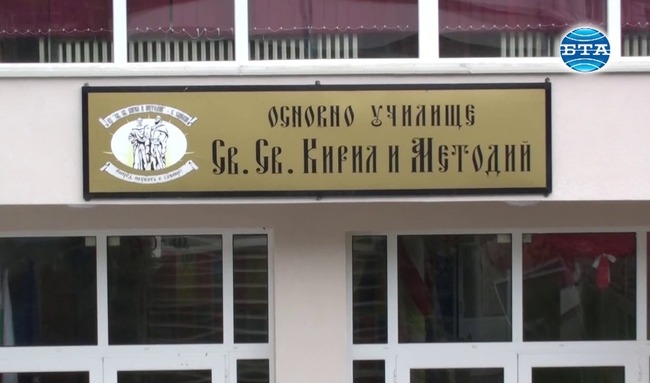 БТА
ОСНОВНО УЧИЛИЩЕ
СВ. СВ. КИРИЛ И МЕТОДИЙ